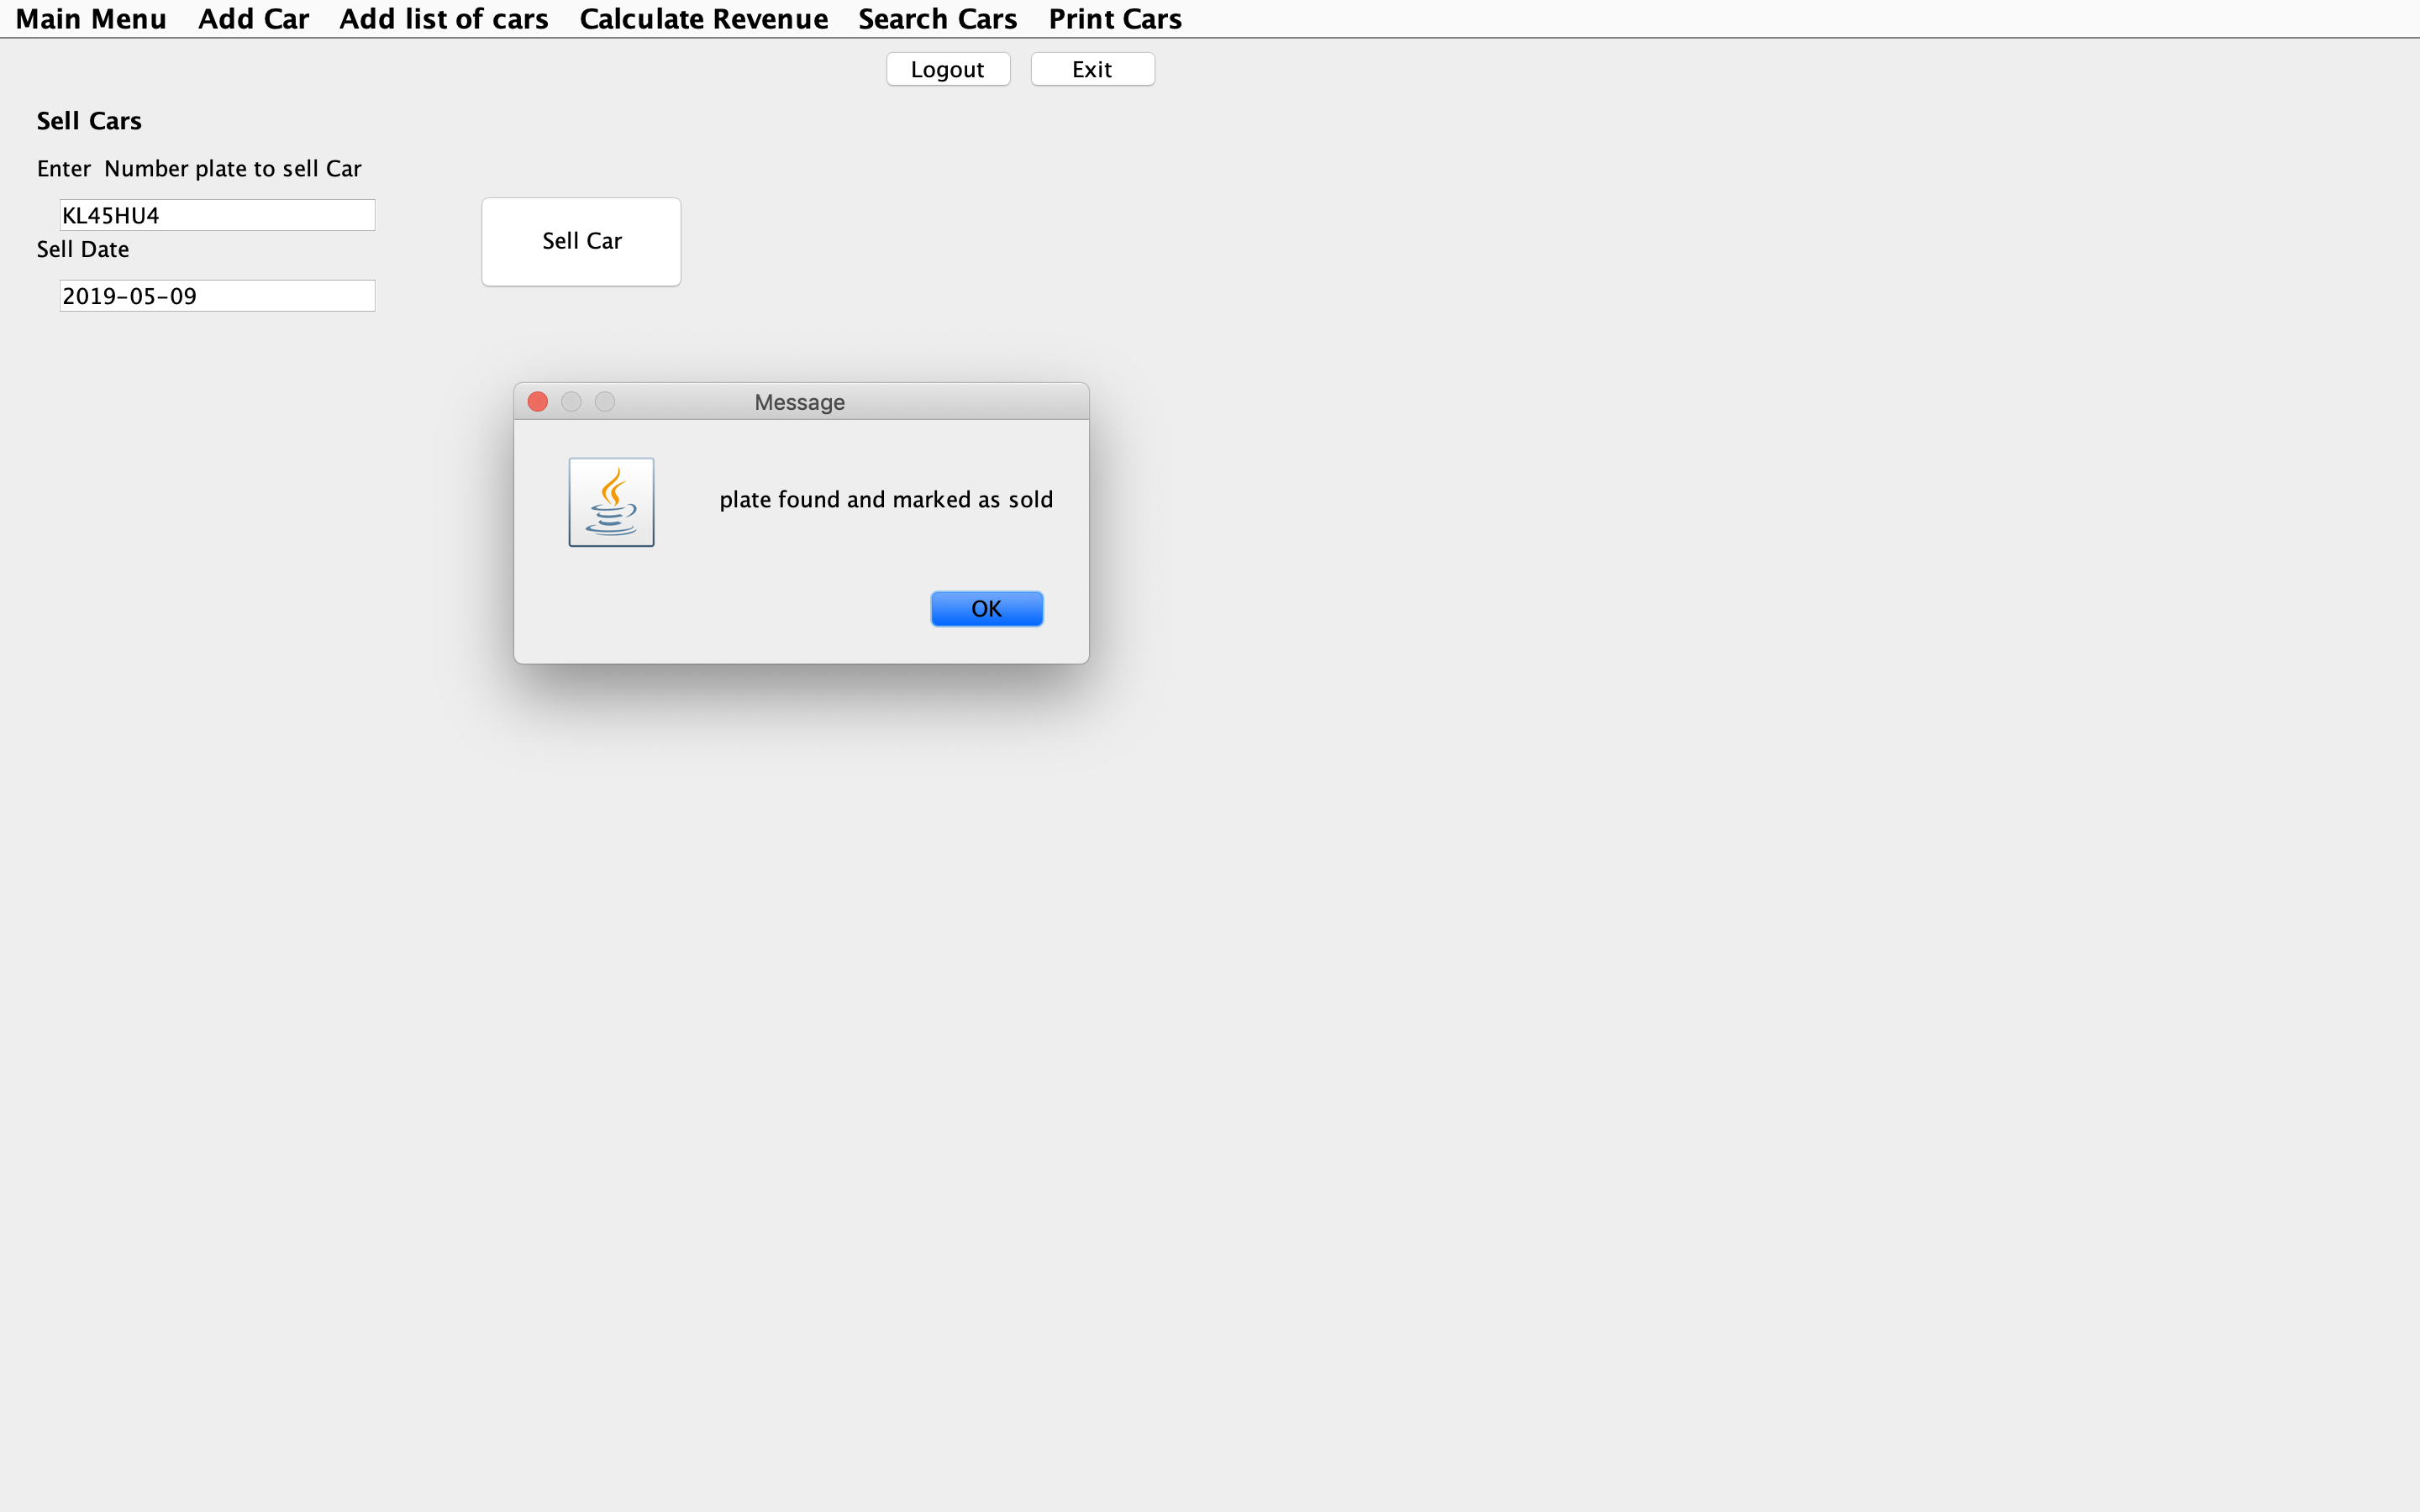 Main Menu Add Car Add list of cars Calculate Revenue Search Cars Print Cars
Logout Exit
Sell Cars
Enter  Number plate to sell Car
KL45HU4
Sell Car
Sell Date
2019-05-09
Message
plate found and marked as sold
OK